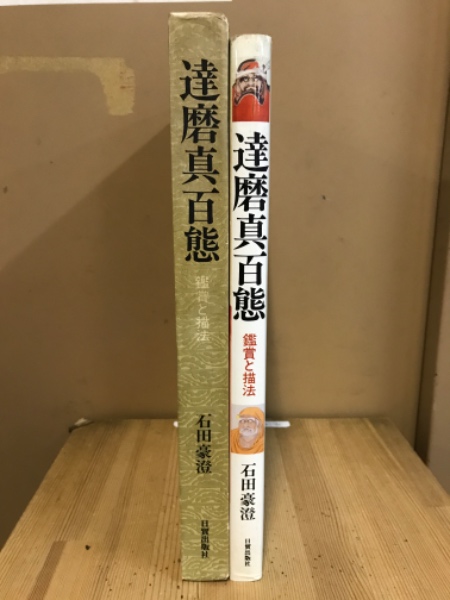 達磨真百態
鑑賞と描法
石田豪澄
日貿出版社
達磨真百態
鑑賞と描法
石田豪澄
日貿出版社